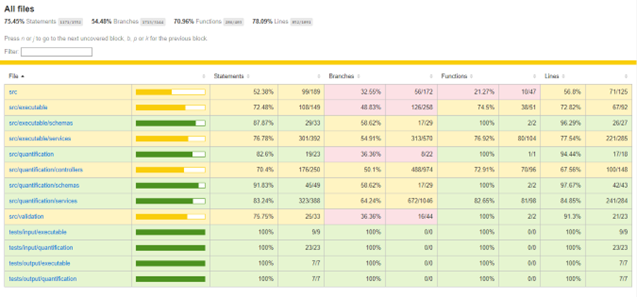 All files
75.45% Statements 1171/1552 54.48% Branches 1723/3162 70.96% Functions 286/403 78.09% Lines
Press n or j to go to the next uncovered block, b, p or k for the previous block.
Filter:
File Statements Branches Functions Lines
src 52.38% 99/189 32.55% 56/172 21.27% 10/47 56.8% 71/125
src/executable 72.48% 108/149 48.83% 126/258 74.5% 38/51 72.82% 67/92
src/executable/schemas 87.87% 29/33 58.62% 17/29 100% 2/2 96.29% 26/27
src/executable/services 76.78% 301/392 54.91% 313/570 76.92% 80/104 77.54% 221/285
src/quantification 82.6% 19/23 36.36% 8/22 100% 1/1 94.44% 17/18
src/quantification/controllers 70.4% 176/250 50.1% 488/974 72.91% 70/96 67.56% 100/148
src/quantification/schemas 91.83% 45/49 58.62% 17/29 100% 2/2 97.67% 42/43
src/quantification/services 83.24% 323/388 64.24% 672/1046 82.65% 81/98 84.85% 241/284
src/validation 75.75% 25/33 36.36% 16/44 100% 2/2 91.3% 21/23
tests/input/executable 100% 9/9 100% 0/0 100% 0/0 100% 9/9
tests/input/quantification 100% 23/23 100% 0/0 100% 0/0 100% 23/23
tests/output/executable 100% 7/7 100% 0/0 100% 0/0 100% 7/7
tests/output/quantification 100% 7/7 100% 0/0 100% 0/0 100% 7/7